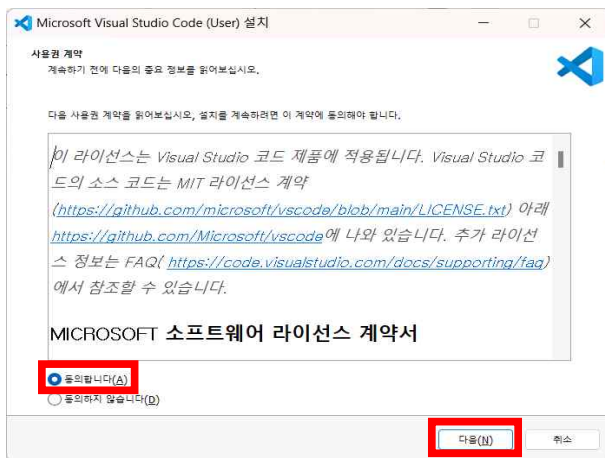 Microsoft Visual Studio Code (User) 설치
사용권 계약
계속하기 전에 다음의 중요 정보를 읽어보십시오.
다음 사용권 계약을 읽어보십시오, 설치를 계속하려면 이 계약에 동의해야 합니다.
이 라이선스는 Visual Studio 코드 제품에 적용됩니다. Visual Studio 코
드의 소스 코드는 MIT 라이선스 계약
(https://github.com/microsoft/vscode/blob/main/LICENSE.txt) 아래
https://github.com/Microsoft/vscode에 나와 있습니다. 추가 라이선
스 정보는 FAQ( https://code.visualstudio.com/docs/supporting/faq)
에서 참조할 수 있습니다.
MICROSOFT 소프트웨어 라이선스 계약서
동의합니다(A)
동의하지 않습니다(D)
다음(N) 취소